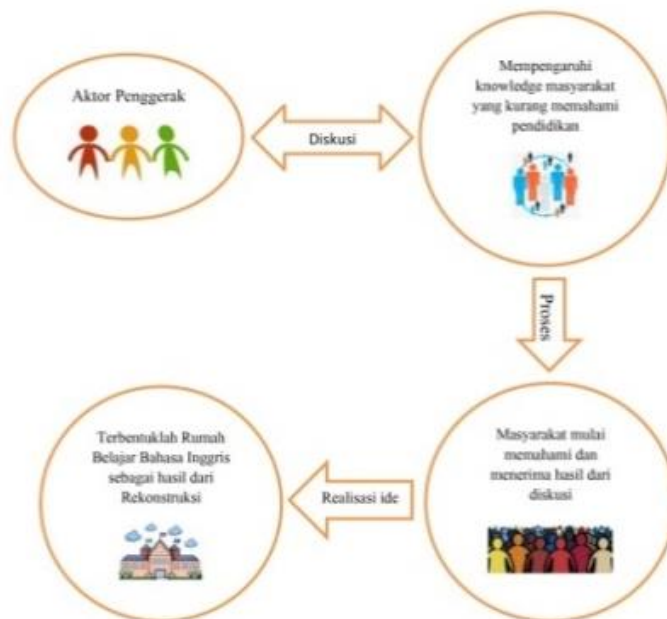 Aktor Penggerak
Diskusi
Mempengaruhi
knowledge masyarakat
yang kurang memahami
pendidikan
Proses
Masyarakat mulai
memahami dan
menerima hasil dari
diskusi
Realisasi ide
Terbentuklah Rumah
Belajar Bahasa Inggris
sebagai hasil dari
Rekonstruksi